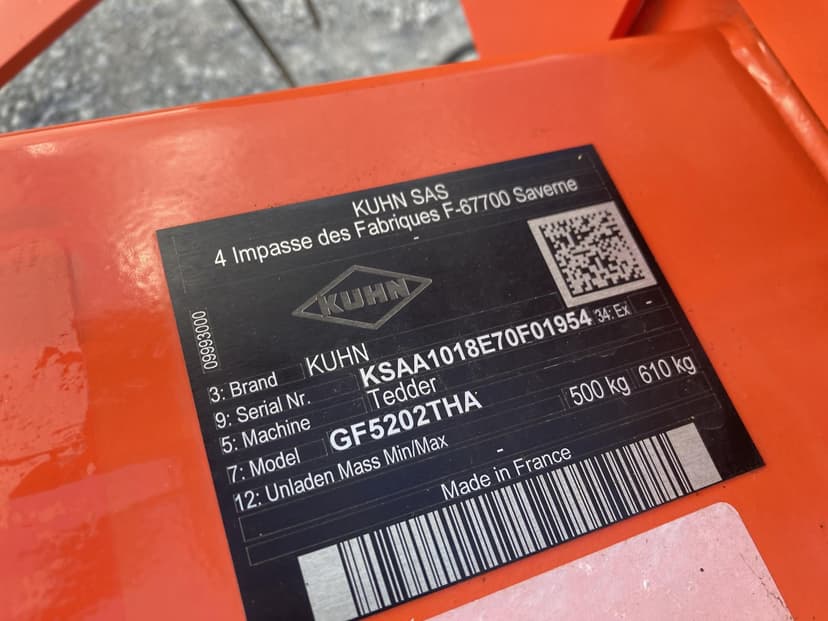 KUHN SAS
4 Impasse des Fabriques F-67700 Saverne
-
KUHN
09993000
3: Brand KUHN
9: Serial Nr. KSAA1018E70F01954 34: Ex -
5: Machine Tedder
7: Model GF5202THA
12: Unladen Mass Min/Max 500 kg 610 kg
-
Made in France